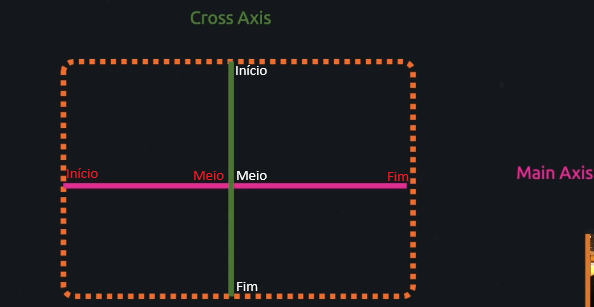 Cross Axis
Início
Início Meio Meio Fim
Main Axis
Fim